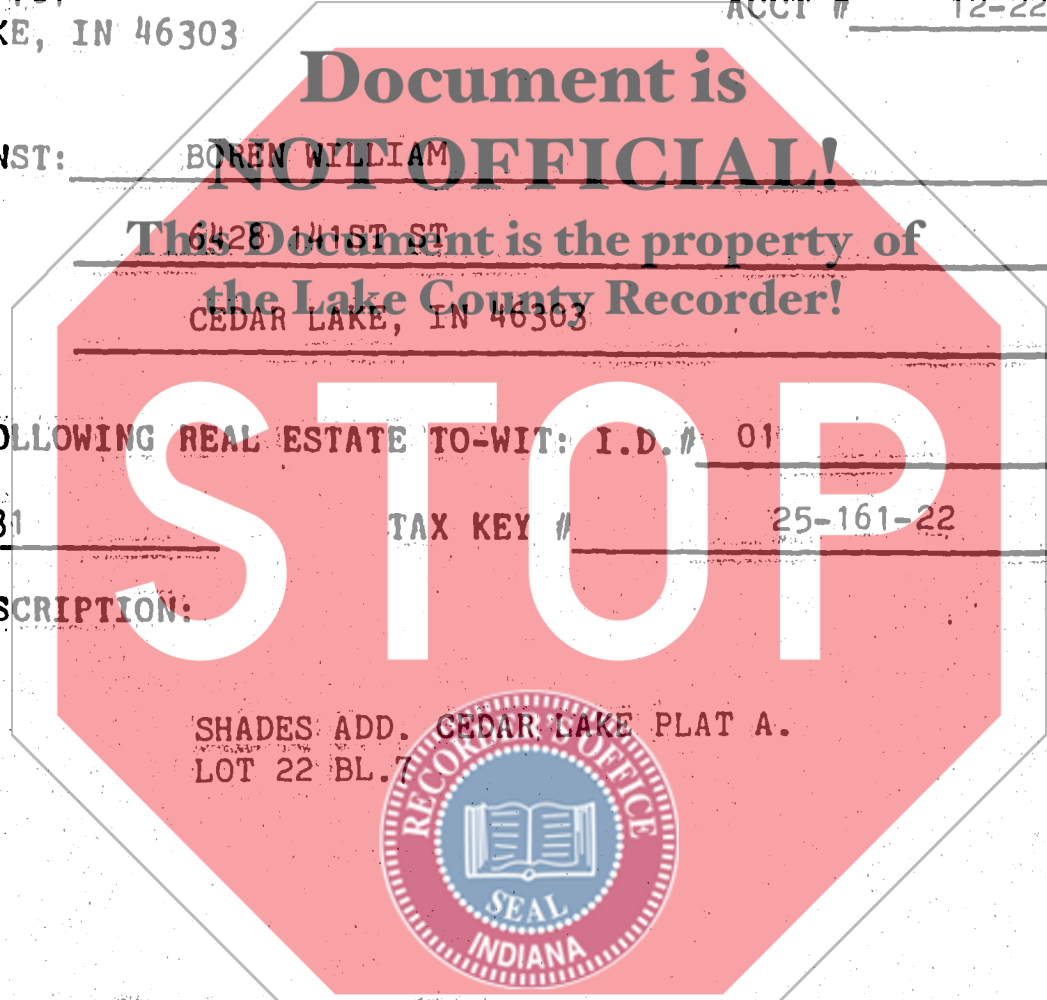 ACCT # 12-22
KE, IN 46303
Document is
NOT OFFICIAL!
NST: BOREN WILLIAM
This Document is the property of
6428 141ST ST
the Lake County Recorder!
CEDAR LAKE, IN 46303
STOP
OLLOWING REAL ESTATE TO-WIT: I.D.# 01
81 TAX KEY # 25-161-22
SCRIPTION:
SHADES ADD. CEDAR LAKE PLAT A.
LOT 22 BL.7
RECORDER'S OFFICE
SEAL
INDIANA